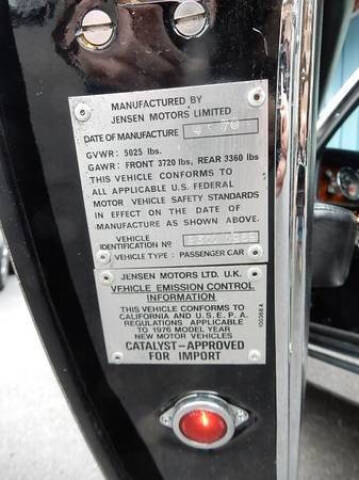 MANUFACTURED BY
JENSEN MOTORS LIMITED
DATE OF MANUFACTURE 4 76
GVWR: 5025 lbs.
GAWR: FRONT 3720 lbs, REAR 3360 lbs
THIS VEHICLE CONFORMS TO
ALL APPLICABLE U.S. FEDERAL
MOTOR VEHICLE SAFETY STANDARDS
IN EFFECT ON THE DATE OF
MANUFACTURE AS SHOWN ABOVE.
VEHICLE
IDENTIFICATION Nº
VEHICLE TYPE: PASSENGER CAR
JENSEN MOTORS LTD. U.K.
VEHICLE EMISSION CONTROL
INFORMATION
THIS VEHICLE CONFORMS TO
CALIFORNIA AND U.S.E.P.A.
REGULATIONS APPLICABLE
TO 1976 MODEL YEAR
NEW MOTOR VEHICLES
CATALYST-APPROVED
FOR IMPORT